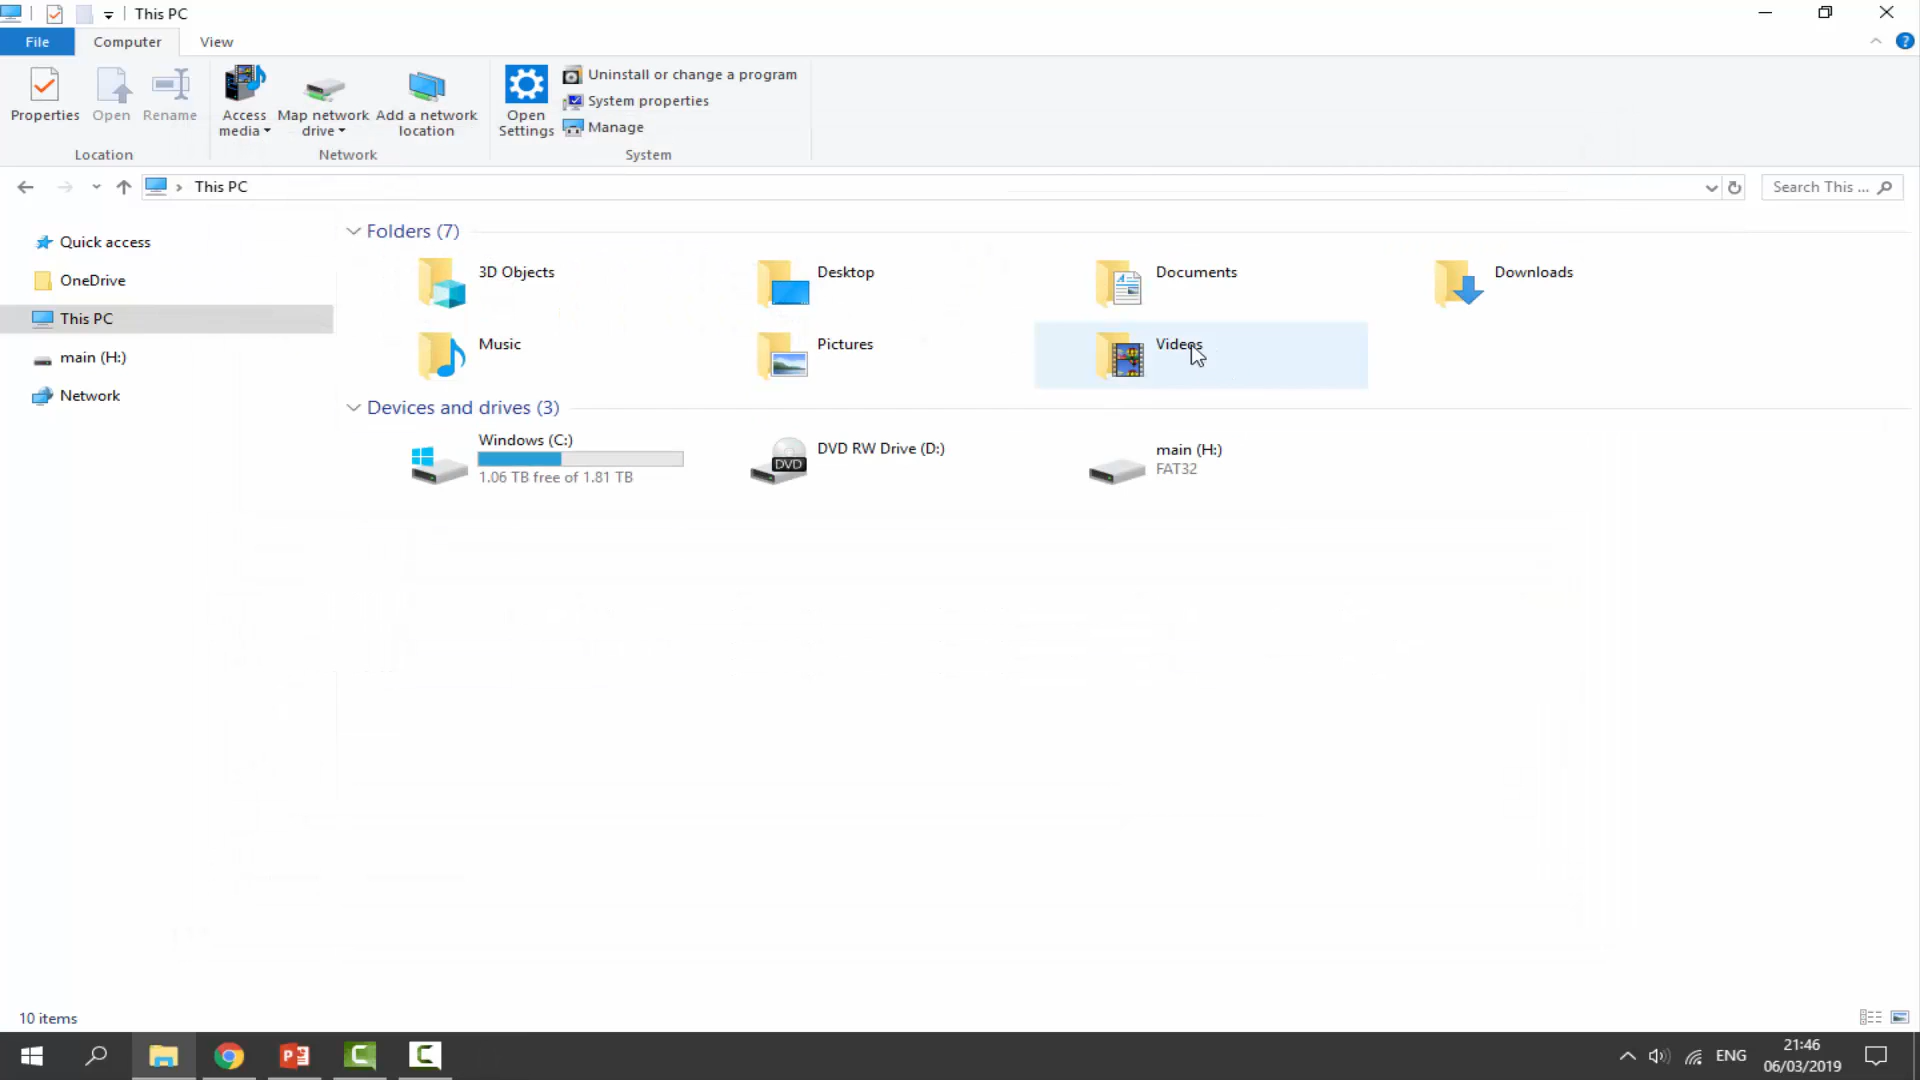 This PC
File
Computer
View
Properties
Open
Rename
Access media
Map network drive
Add a network location
Open Settings
Uninstall or change a program
System properties
Manage
Location
Network
System
This PC
Search This ...
Quick access
OneDrive
This PC
main (H:)
Network
Folders (7)
3D Objects
Desktop
Documents
Downloads
Music
Pictures
Videos
Devices and drives (3)
Windows (C:)
1.06 TB free of 1.81 TB
DVD
DVD RW Drive (D:)
main (H:)
FAT32
10 items
ENG
21:46
06/03/2019